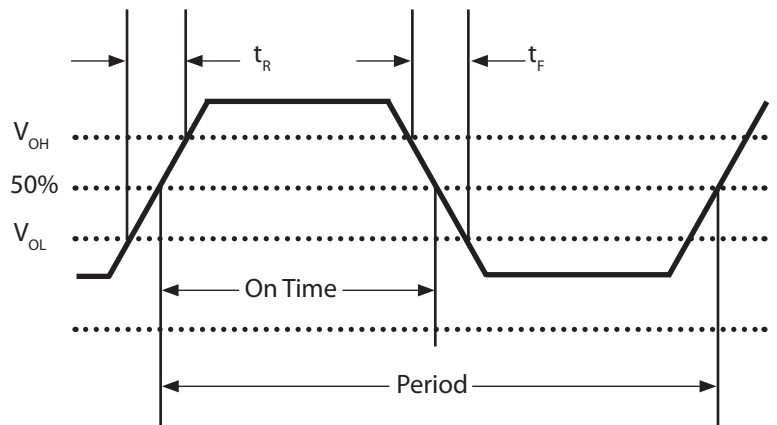 t_R
t_F
V_OH
50%
V_OL
On Time
Period